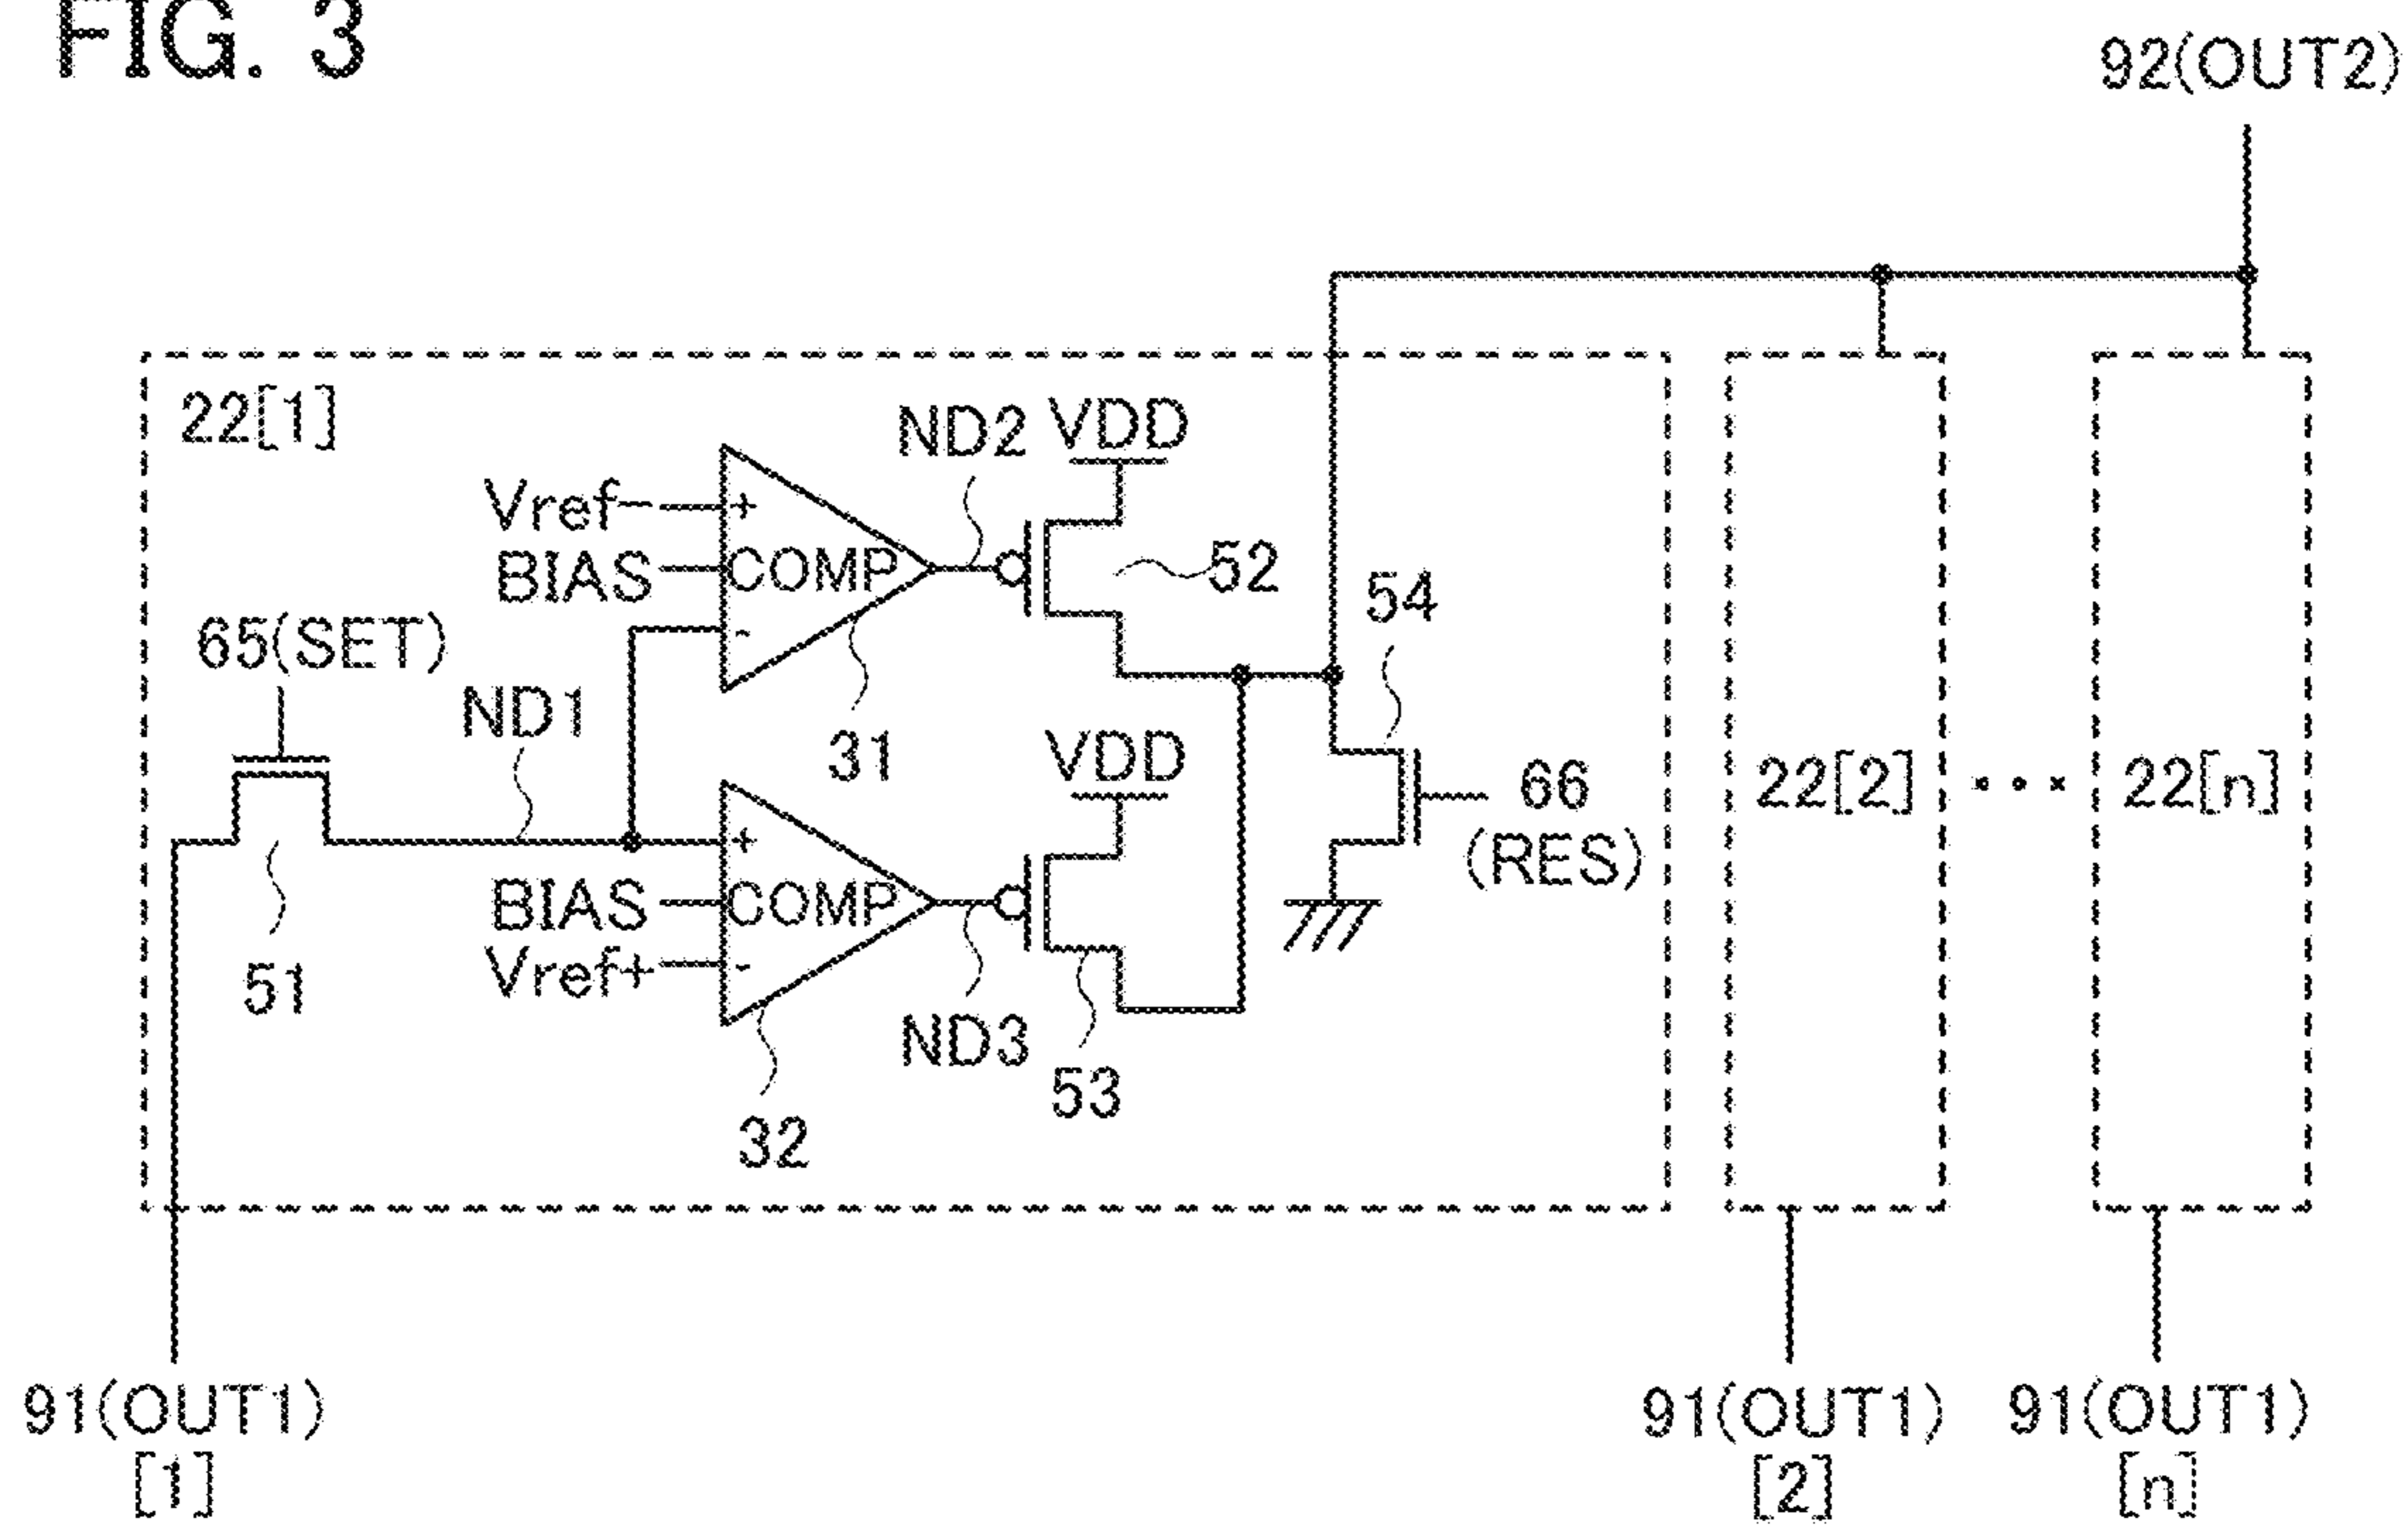 FIG. 3
92(OUT2)
22[1]
ND2
VDD
Vref-
+
BIAS
COMP
52
54
-
65(SET)
ND1
31
VDD
66
(RES)
22[2]
...
22[n]
+
BIAS
COMP
Vref+
-
51
ND3
53
32
91(OUT1)
[1]
91(OUT1)
[2]
91(OUT1)
[n]